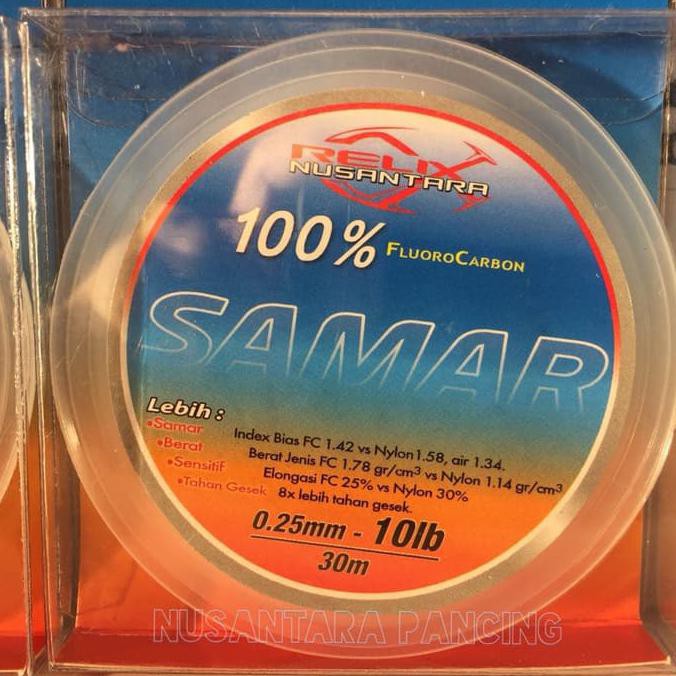 RELIX
NUSANTARA
100% FLUOROCARBON
SAMAR
Lebih :
•Samar Index Bias FC 1.42 vs Nylon1.58, air 1.34.
•Berat Berat Jenis FC 1.78 gr/cm³ vs Nylon 1.14 gr/cm³
•Sensitif Elongasi FC 25% vs Nylon 30%
•Tahan Gesek 8x lebih tahan gesek.
0.25mm - 10lb
30m
NUSANTARA PANCING